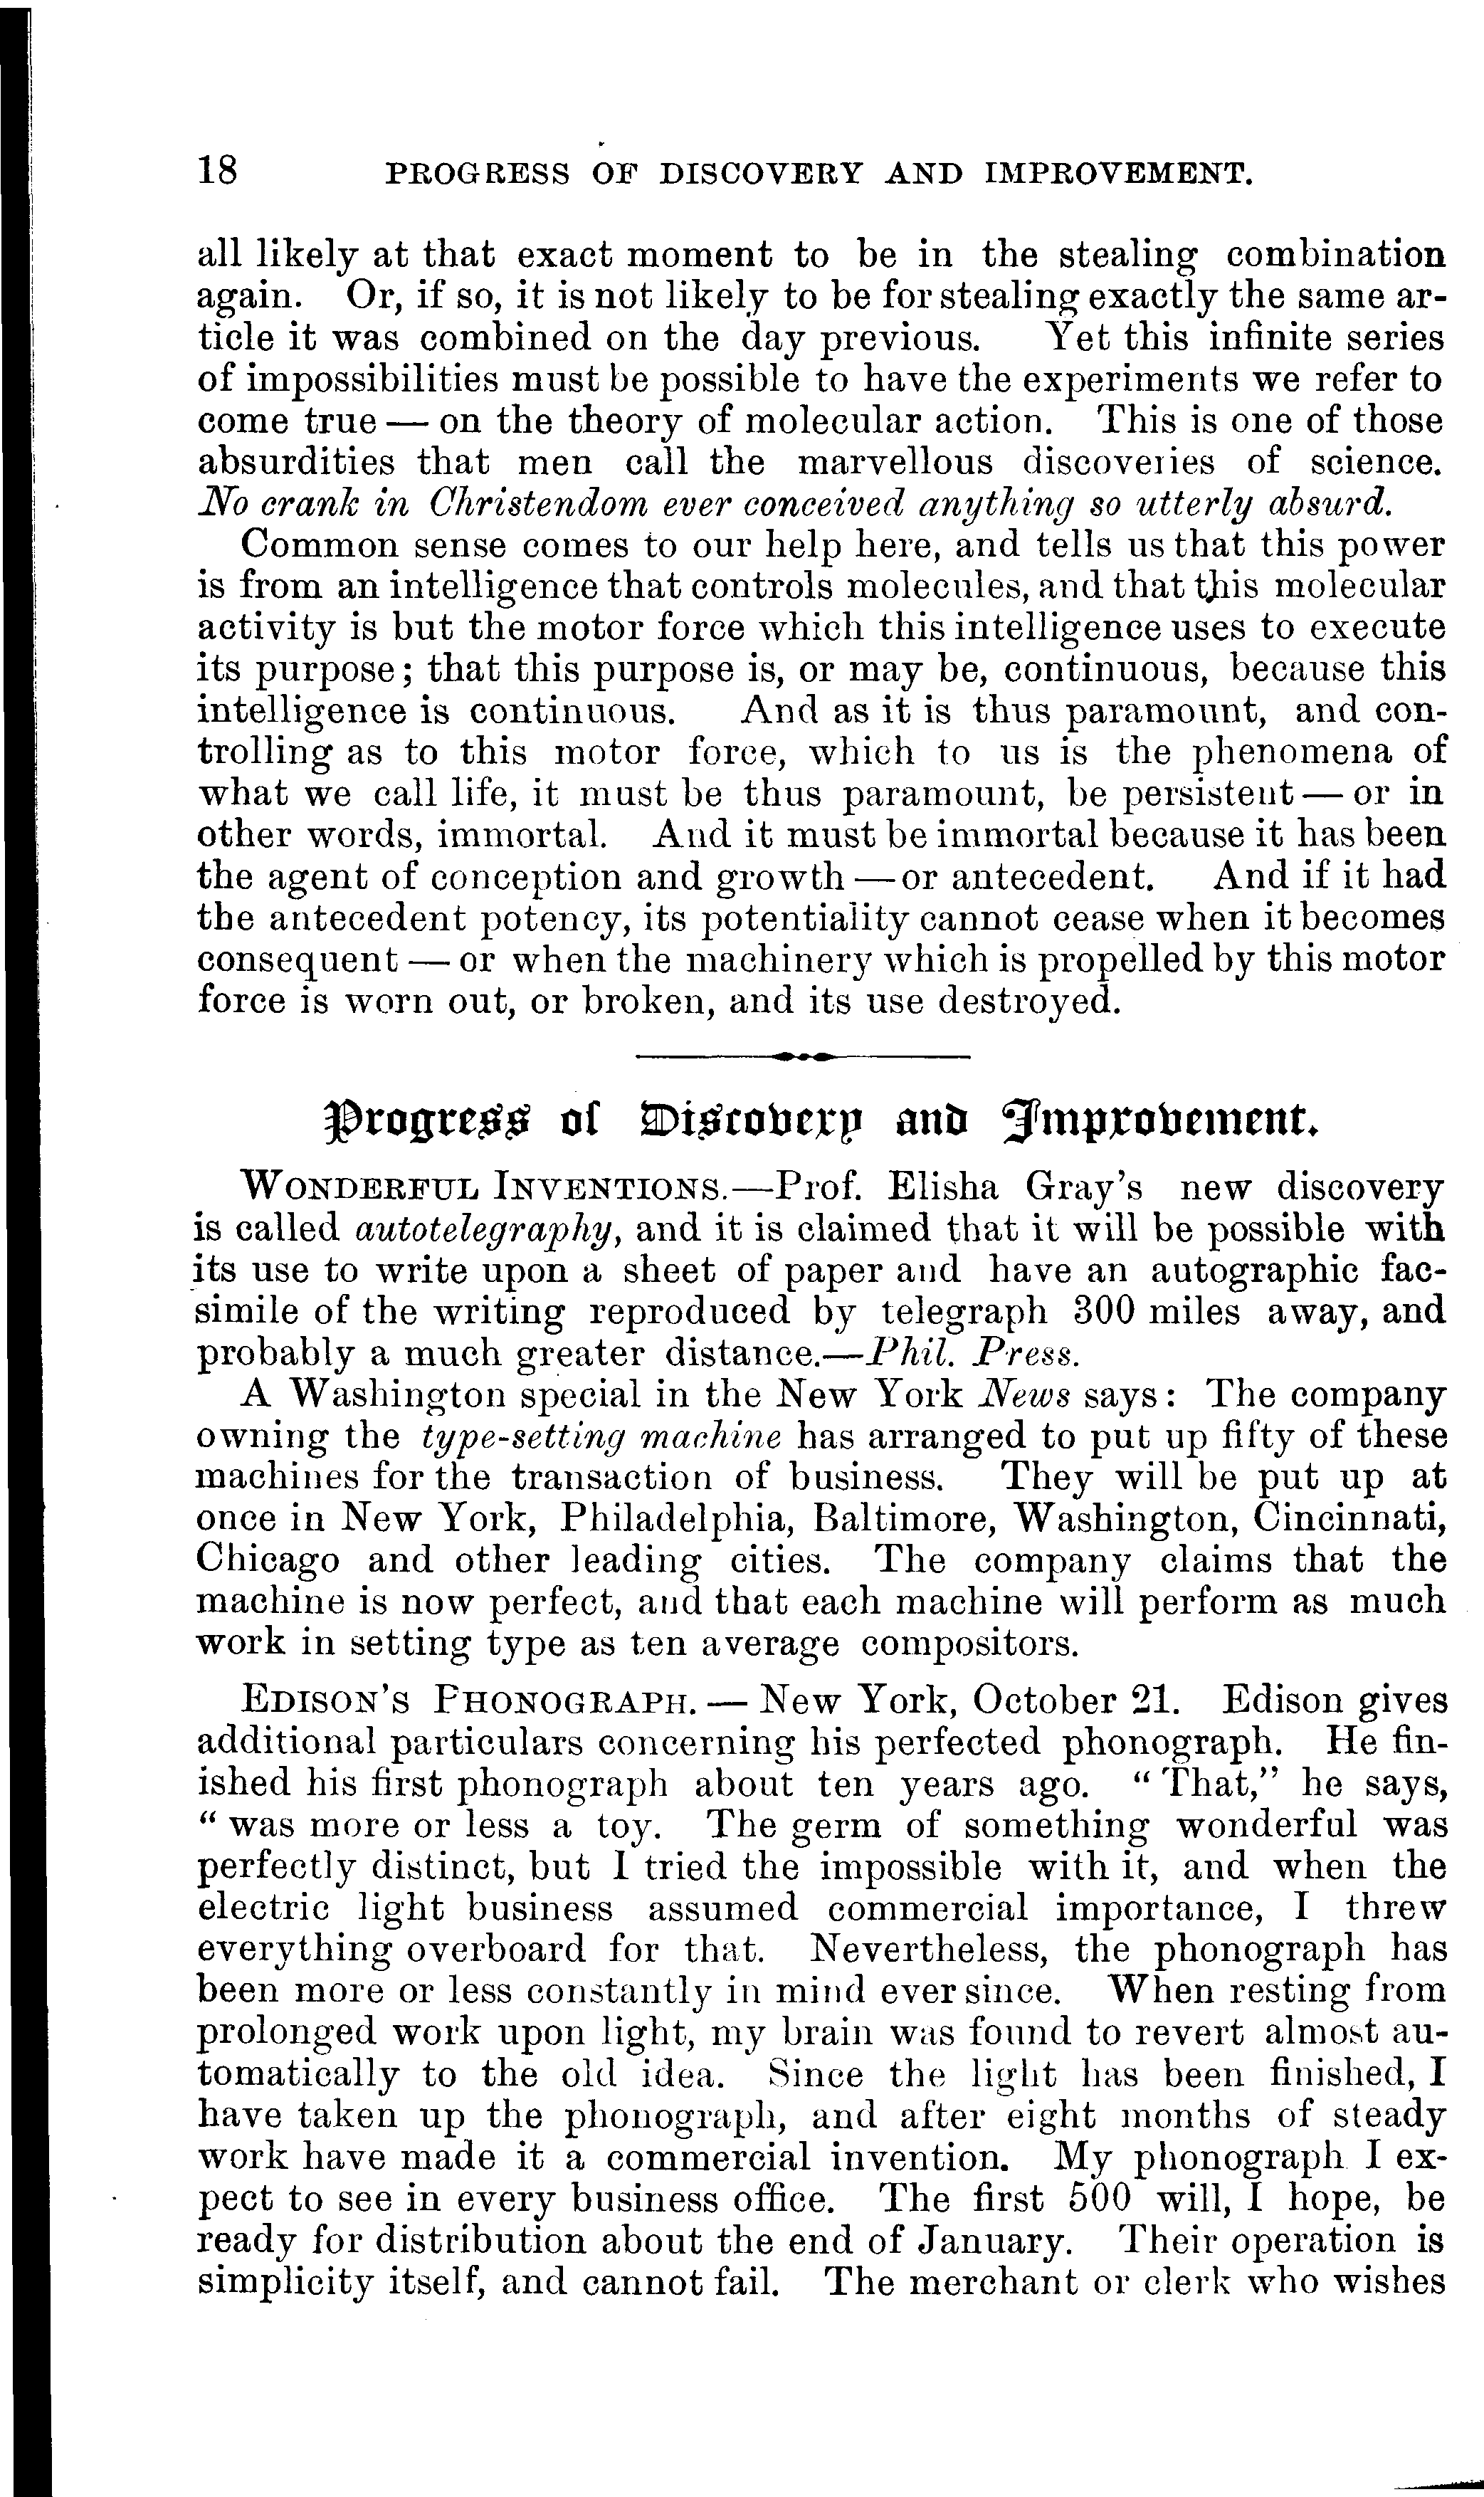 18 PROGRESS OF DISCOVERY AND IMPROVEMENT.
all likely at that exact moment to be in the stealing combination
again. Or, if so, it is not likely to be for stealing exactly the same ar-
ticle it was combined on the day previous. Yet this infinite series
of impossibilities must be possible to have the experiments we refer to
come true — on the theory of molecular action. This is one of those
absurdities that men call the marvellous discoveries of science.
No crank in Christendom ever conceived anything so utterly absurd.
Common sense comes to our help here, and tells us that this power
is from an intelligence that controls molecules, and that this molecular
activity is but the motor force which this intelligence uses to execute
its purpose; that this purpose is, or may be, continuous, because this
intelligence is continuous. And as it is thus paramount, and con-
trolling as to this motor force, which to us is the phenomena of
what we call life, it must be thus paramount, be persistent — or in
other words, immortal. And it must be immortal because it has been
the agent of conception and growth — or antecedent. And if it had
the antecedent potency, its potentiality cannot cease when it becomes
consequent — or when the machinery which is propelled by this motor
force is worn out, or broken, and its use destroyed.
Progress of Discovery and Improvement.
WONDERFUL INVENTIONS.—Prof. Elisha Gray's new discovery
is called autotelegraphy, and it is claimed that it will be possible with
its use to write upon a sheet of paper and have an autographic fac-
simile of the writing reproduced by telegraph 300 miles away, and
probably a much greater distance.—Phil. Press.
A Washington special in the New York News says: The company
owning the type-setting machine has arranged to put up fifty of these
machines for the transaction of business. They will be put up at
once in New York, Philadelphia, Baltimore, Washington, Cincinnati,
Chicago and other leading cities. The company claims that the
machine is now perfect, and that each machine will perform as much
work in setting type as ten average compositors.
EDISON'S PHONOGRAPH. — New York, October 21. Edison gives
additional particulars concerning his perfected phonograph. He fin-
ished his first phonograph about ten years ago. "That," he says,
"was more or less a toy. The germ of something wonderful was
perfectly distinct, but I tried the impossible with it, and when the
electric light business assumed commercial importance, I threw
everything overboard for that. Nevertheless, the phonograph has
been more or less constantly in mind ever since. When resting from
prolonged work upon light, my brain was found to revert almost au-
tomatically to the old idea. Since the light has been finished, I
have taken up the phonograph, and after eight months of steady
work have made it a commercial invention. My phonograph I ex-
pect to see in every business office. The first 500 will, I hope, be
ready for distribution about the end of January. Their operation is
simplicity itself, and cannot fail. The merchant or clerk who wishes